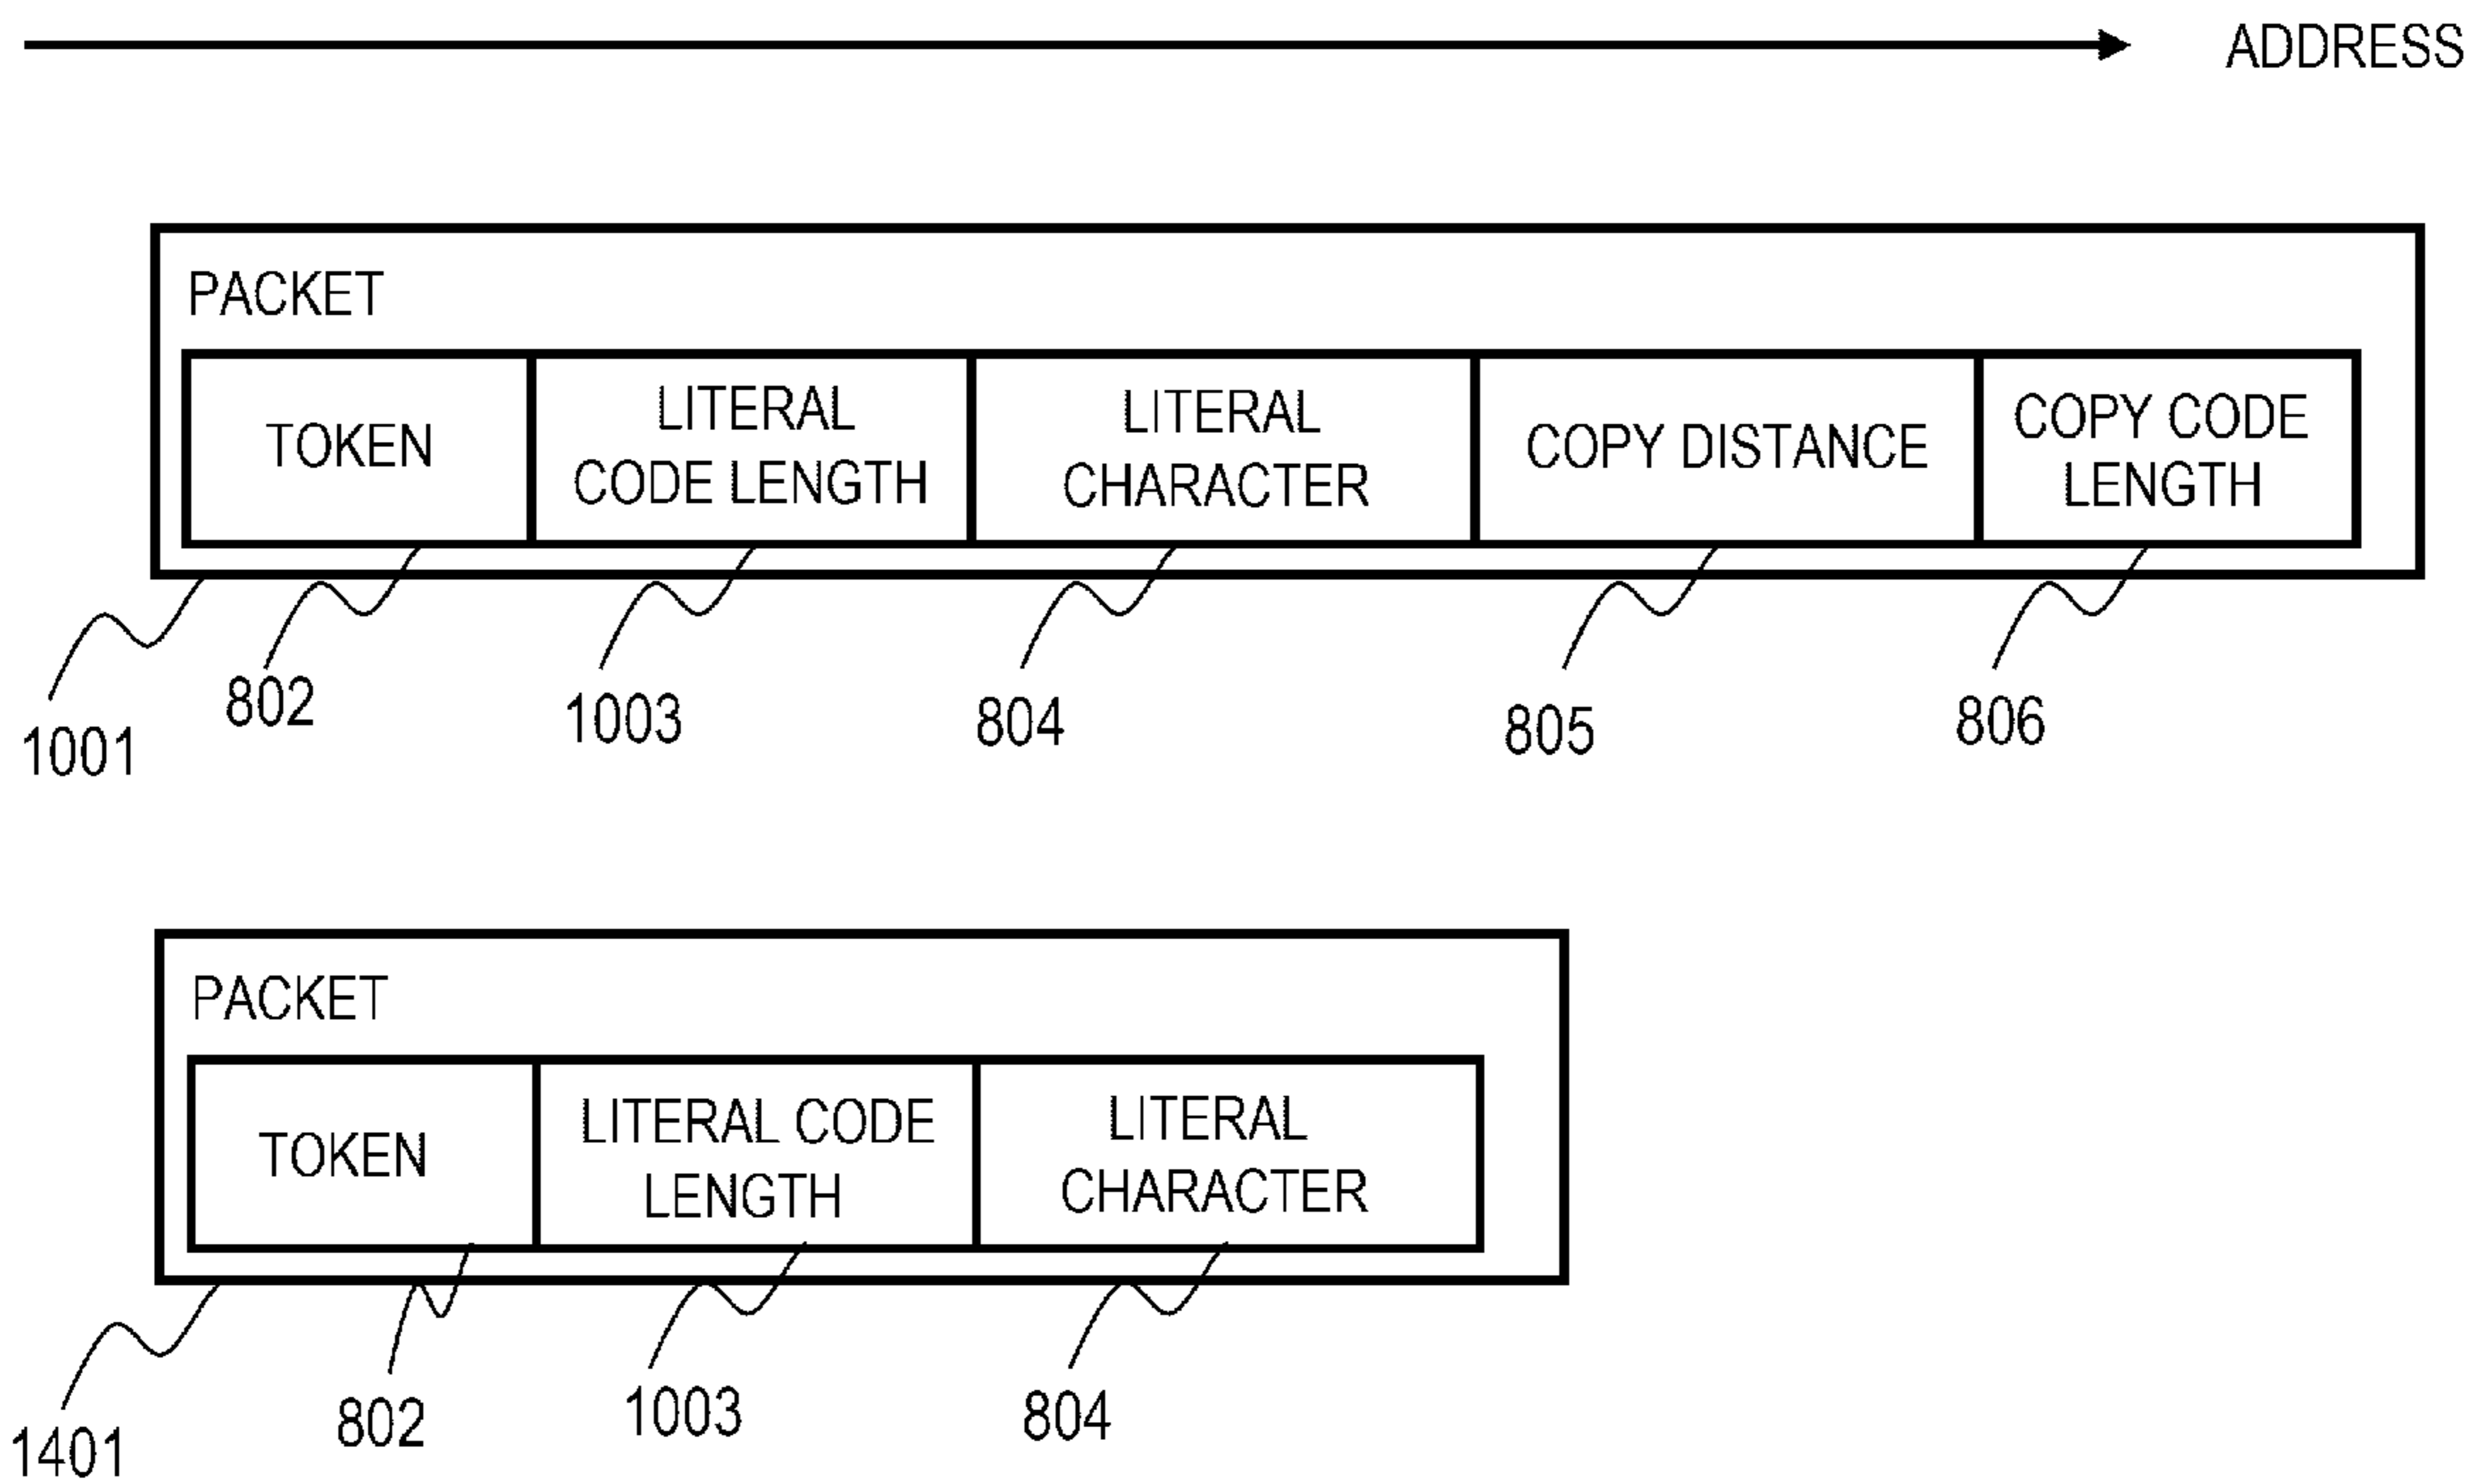 ADDRESS
PACKET
TOKEN
LITERAL
CODE LENGTH
LITERAL
CHARACTER
COPY DISTANCE
COPY CODE
LENGTH
1001
802
1003
804
805
806
PACKET
TOKEN
LITERAL CODE
LENGTH
LITERAL
CHARACTER
1401
802
1003
804